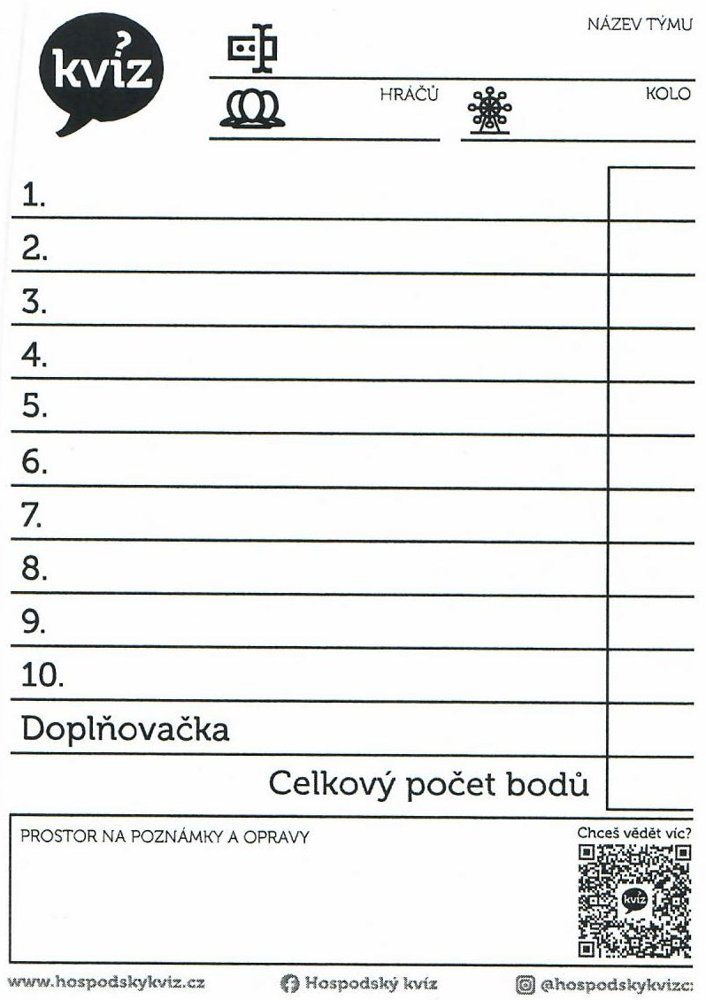 kvíz?
NÁZEV TÝMU
HRÁČŮ
KOLO
1.
2.
3.
4.
5.
6.
7.
8.
9.
10.
Doplňovačka
Celkový počet bodů
PROSTOR NA POZNÁMKY A OPRAVY
Chceš vědět víc?
kvíz
www.hospodskykviz.cz
Hospodský kvíz
@hospodskykvizc